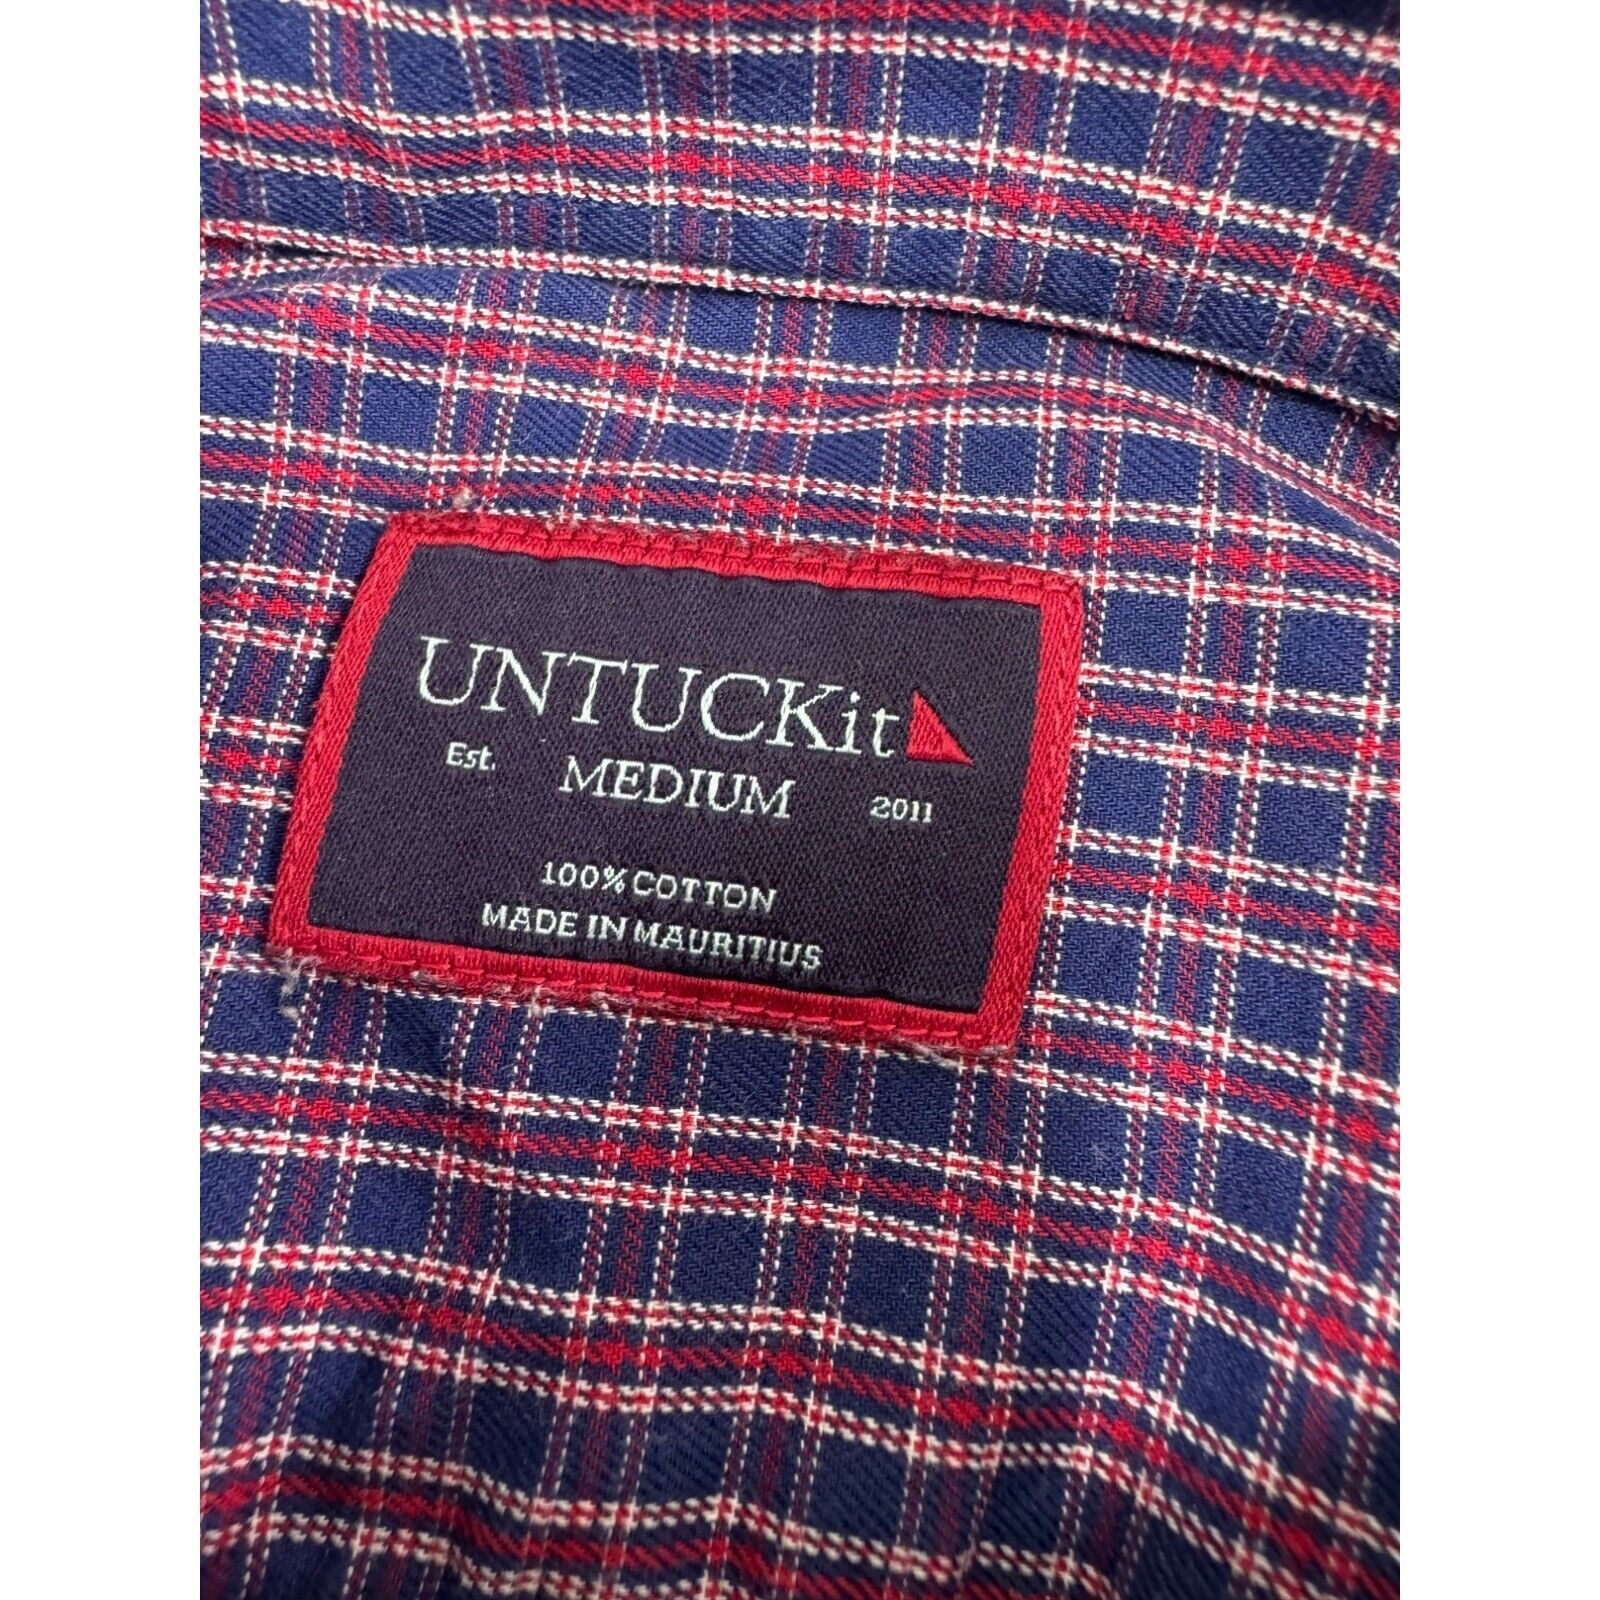 UNTUCKit
Est. MEDIUM 2011
100% COTTON
MADE IN MAURITIUS